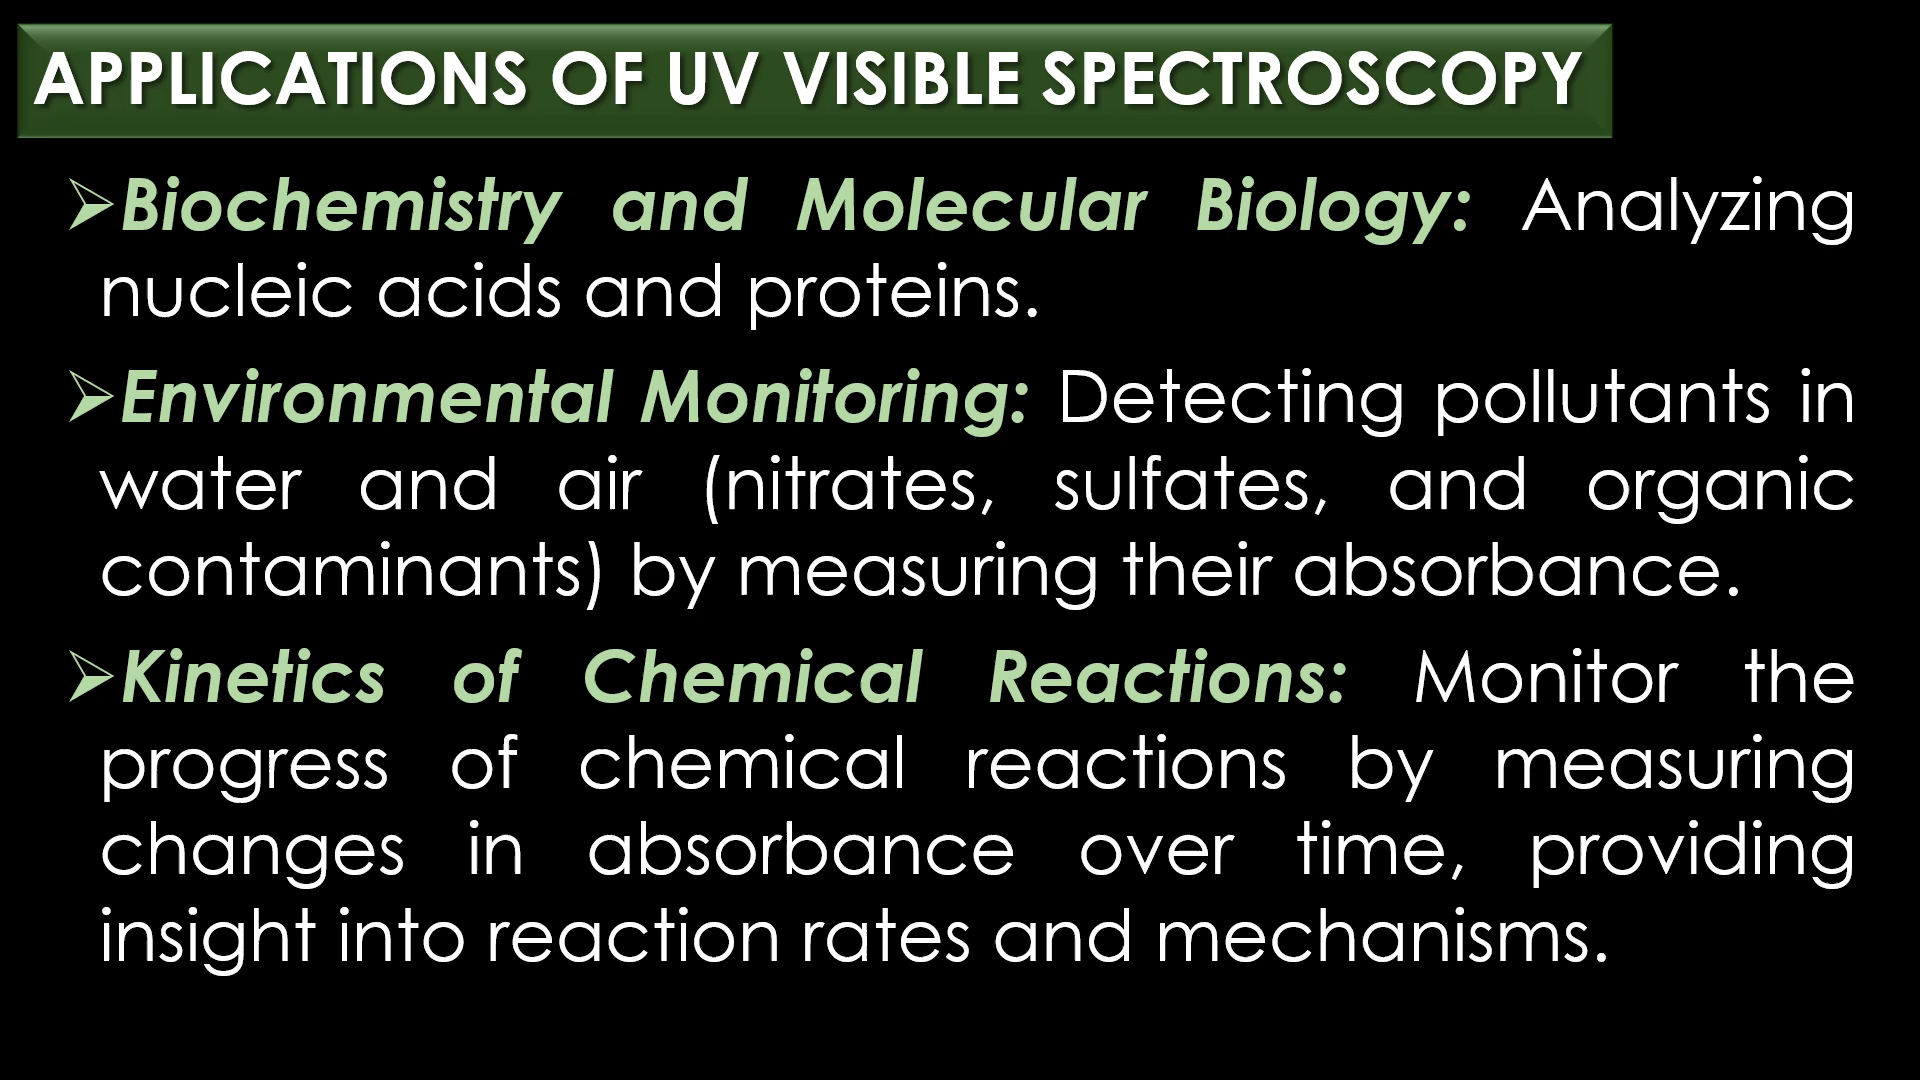 APPLICATIONS OF UV VISIBLE SPECTROSCOPY
➢Biochemistry and Molecular Biology: Analyzing
nucleic acids and proteins.
➢Environmental Monitoring: Detecting pollutants in
water and air (nitrates, sulfates, and organic
contaminants) by measuring their absorbance.
➢Kinetics of Chemical Reactions: Monitor the
progress of chemical reactions by measuring
changes in absorbance over time, providing
insight into reaction rates and mechanisms.